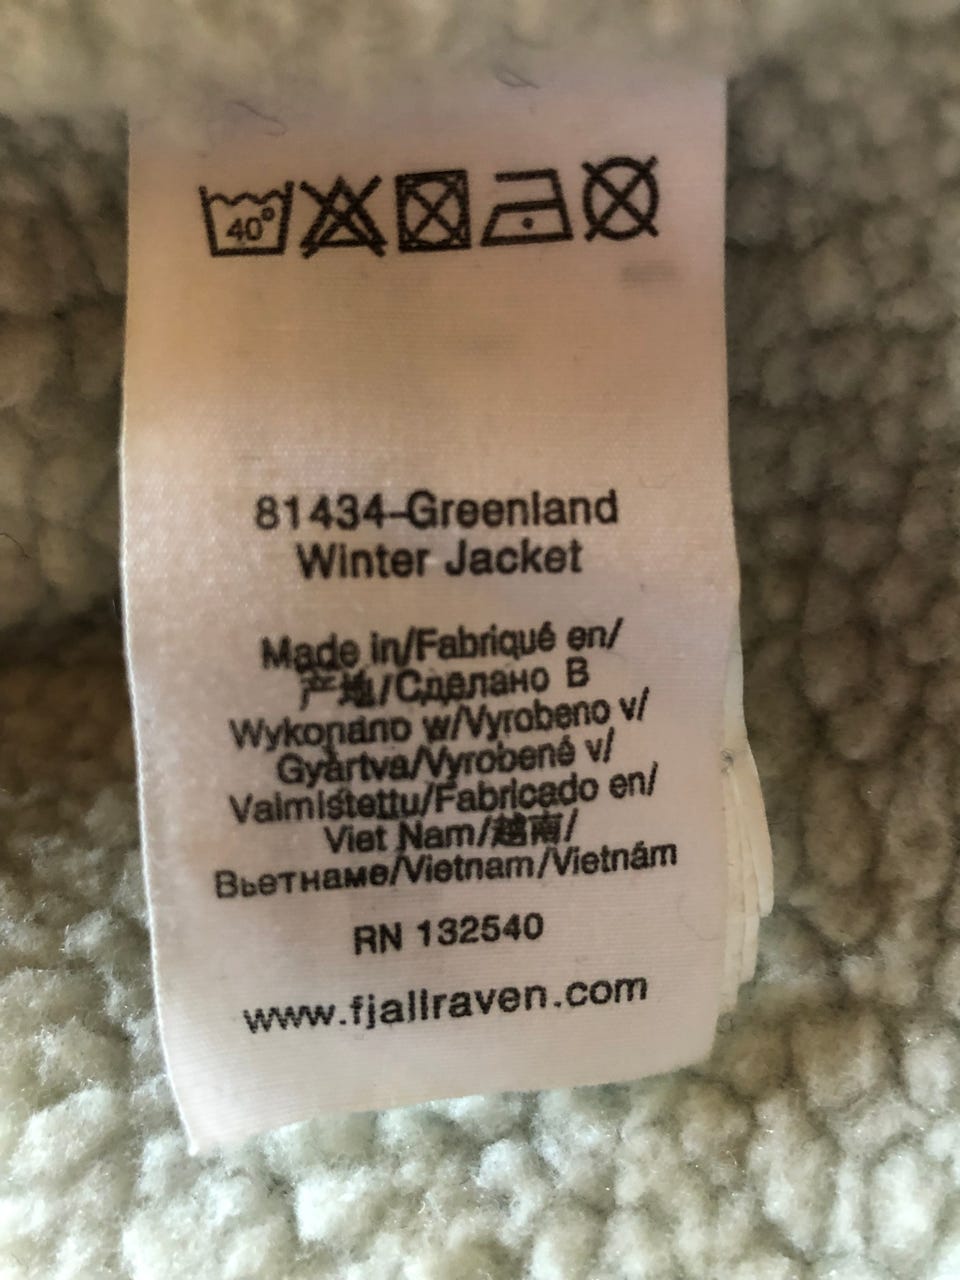 40°
81434-Greenland
Winter Jacket
Made in/Fabriqué en/
产地/Сделано В
Wykonano w/Vyrobeno v/
Gyártva/Vyrobené v/
Valmistettu/Fabricado en/
Viet Nam/越南/
Вьетнаме/Vietnam/Vietnám
RN 132540
www.fjallraven.com